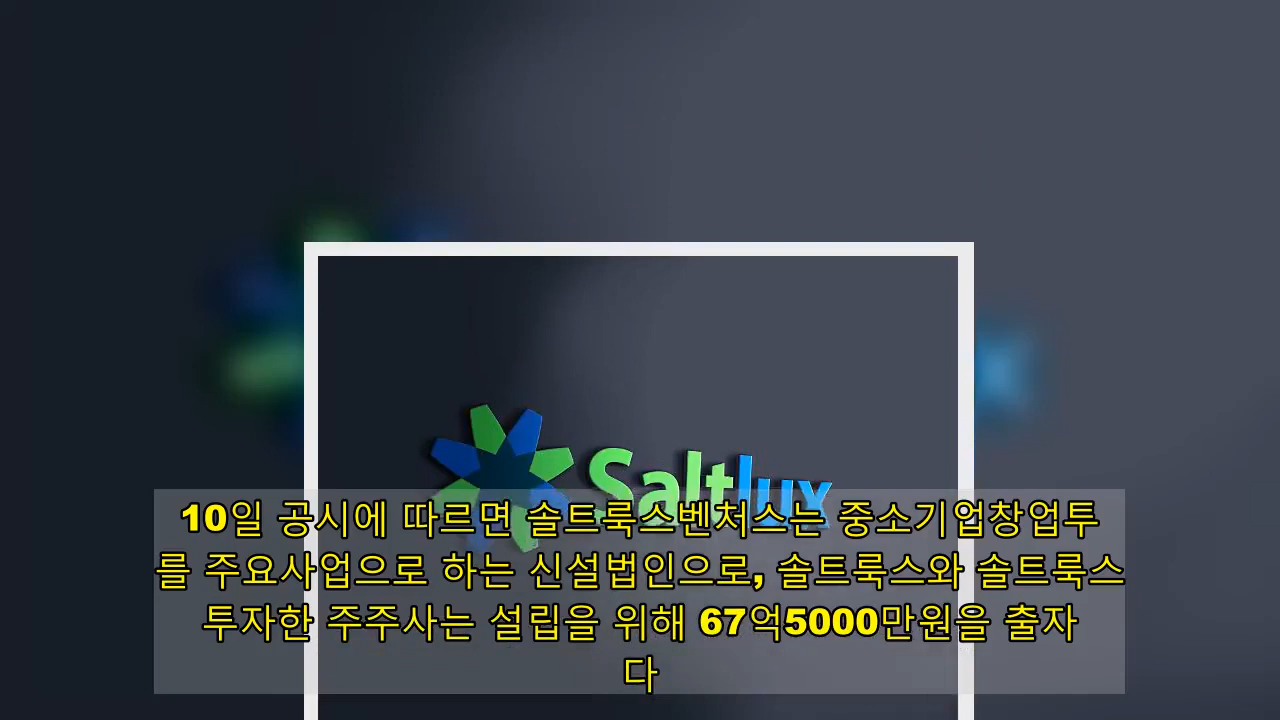 Saltlux
10일 공시에 따르면 솔트룩스벤처스는 중소기업창업투
를 주요사업으로 하는 신설법인으로, 솔트룩스와 솔트룩스
투자한 주주사는 설립을 위해 67억5000만원을 출자
다